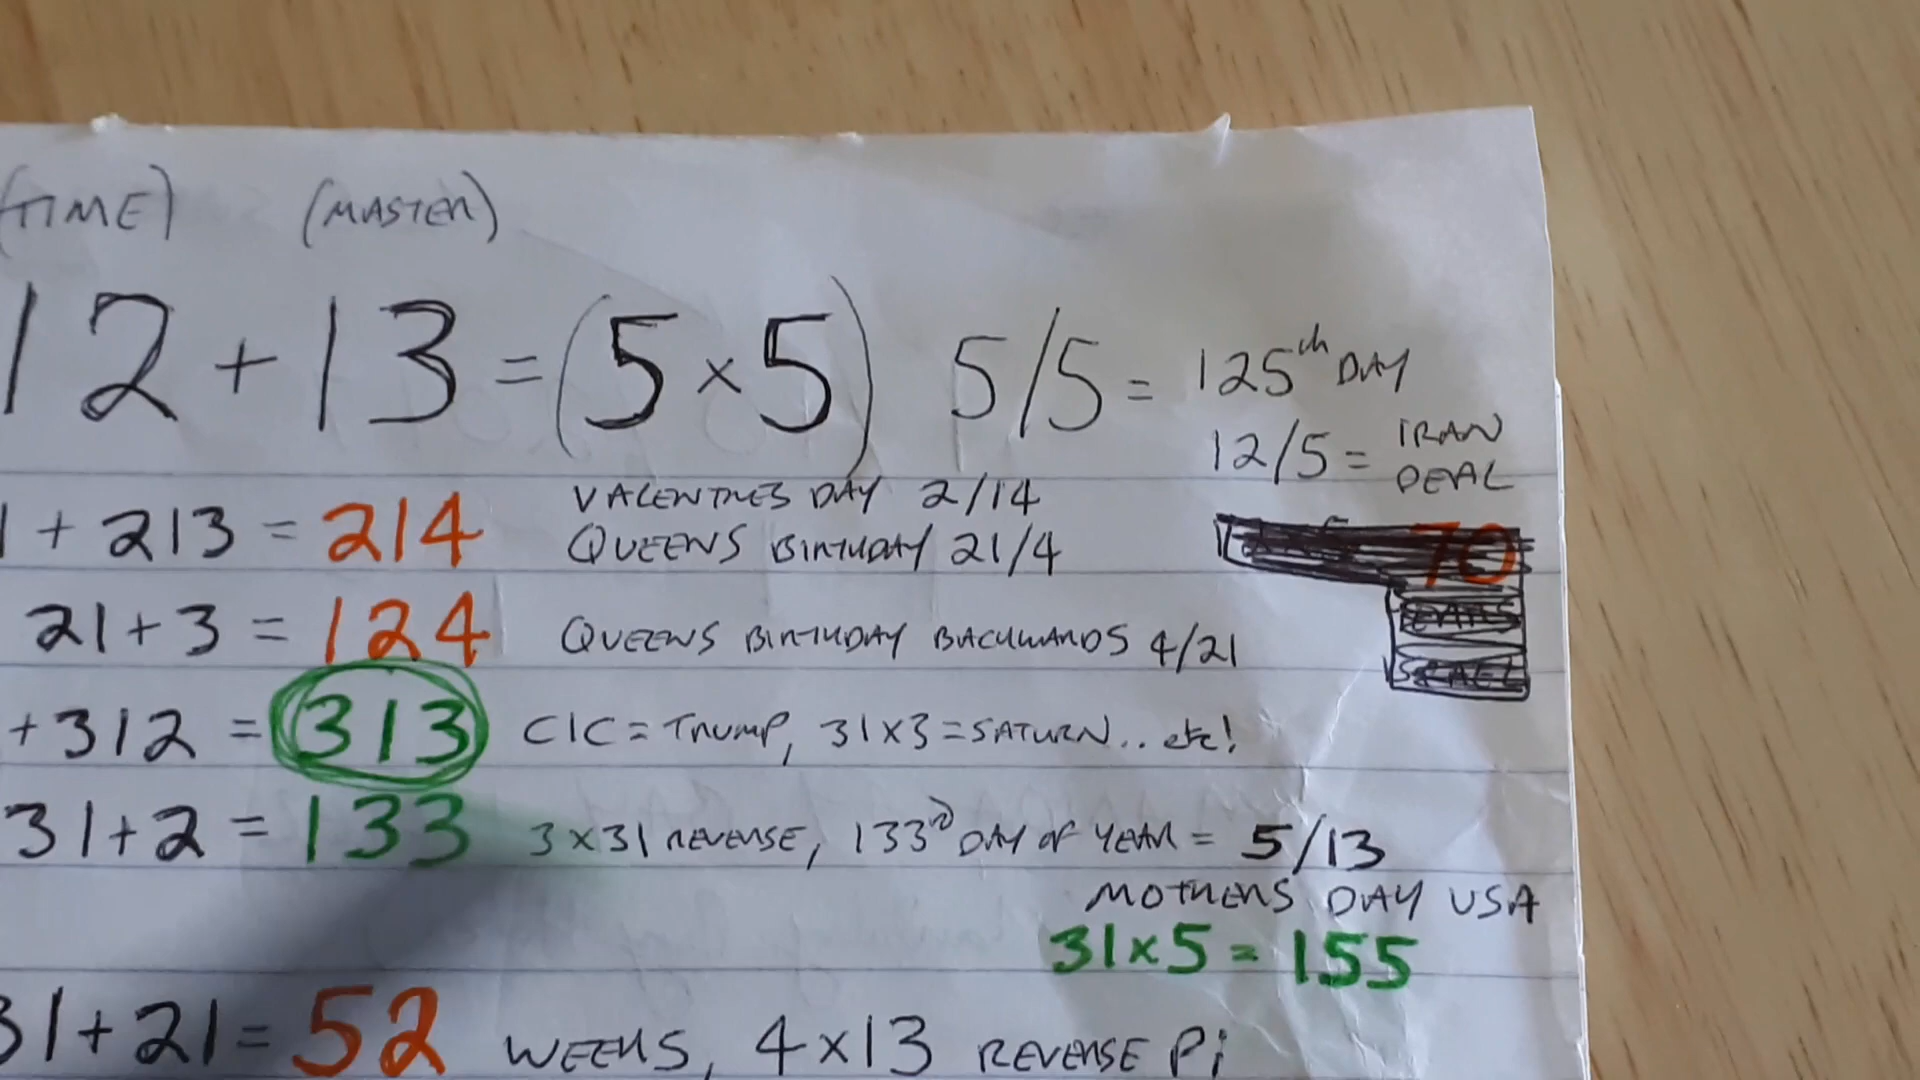 (TIME) (MASTER)
12 + 13 = (5 × 5) 5/5 = 125th DAY
12/5 = IRAN DEAL
1 + 213 = 214 VALENTINES DAY 2/14
QUEENS BIRTHDAY 21/4
70
21 + 3 = 124 QUEENS BIRTHDAY BACKWARDS 4/21
+ 312 = 313 CIC = TRUMP, 31 × 3 = SATURN.. etc!
31 + 2 = 133 3 × 31 REVERSE, 133rd DAY OF YEAR = 5/13
MOTHERS DAY USA
31 × 5 = 155
31 + 21 = 52 WEEKS, 4 × 13 REVERSE Pi